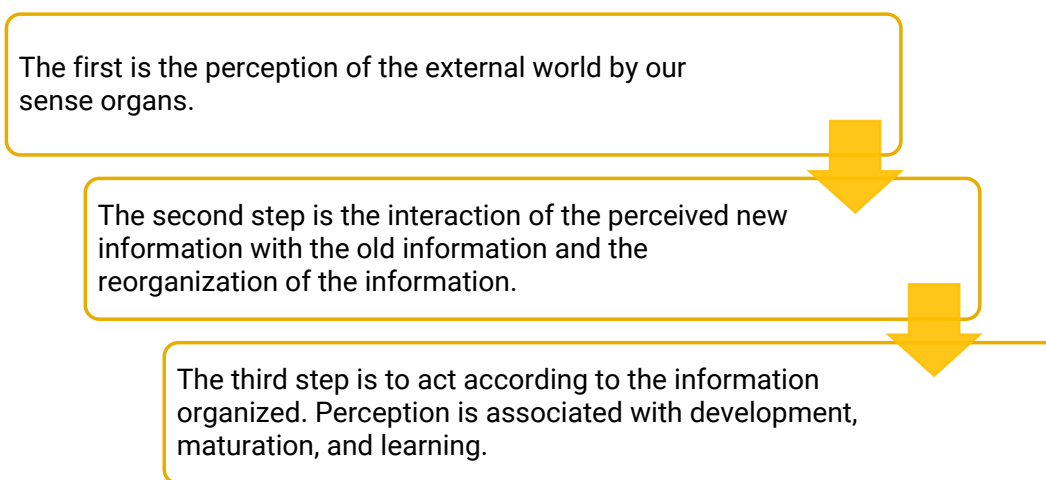 The first is the perception of the external world by our
sense organs.
The second step is the interaction of the perceived new
information with the old information and the
reorganization of the information.
The third step is to act according to the information
organized. Perception is associated with development,
maturation, and learning.